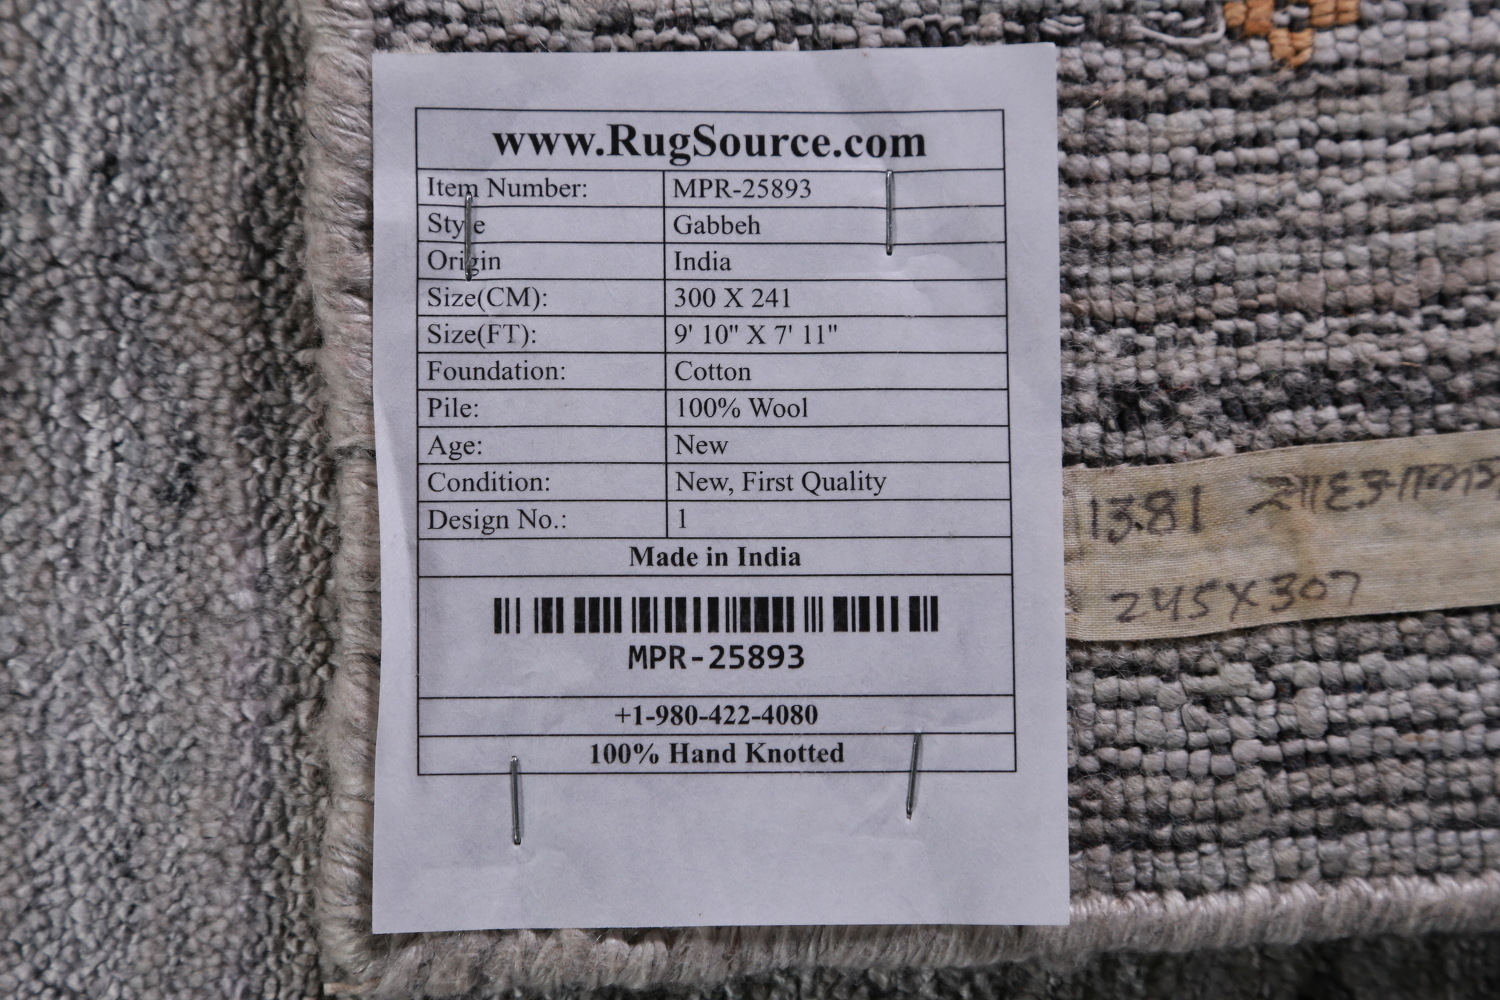 www.RugSource.com
Item Number: MPR-25893
Style Gabbeh
Origin India
Size(CM): 300 X 241
Size(FT): 9' 10" X 7' 11"
Foundation: Cotton
Pile: 100% Wool
Age: New
Condition: New, First Quality
Design No.: 1
Made in India
MPR-25893
+1-980-422-4080
100% Hand Knotted
1381
245X307